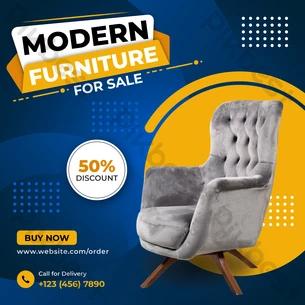 MODERN
FURNITURE
FOR SALE
50%
DISCOUNT
BUY NOW
www.website.com/order
Call for Delivery
+123 (456) 7890